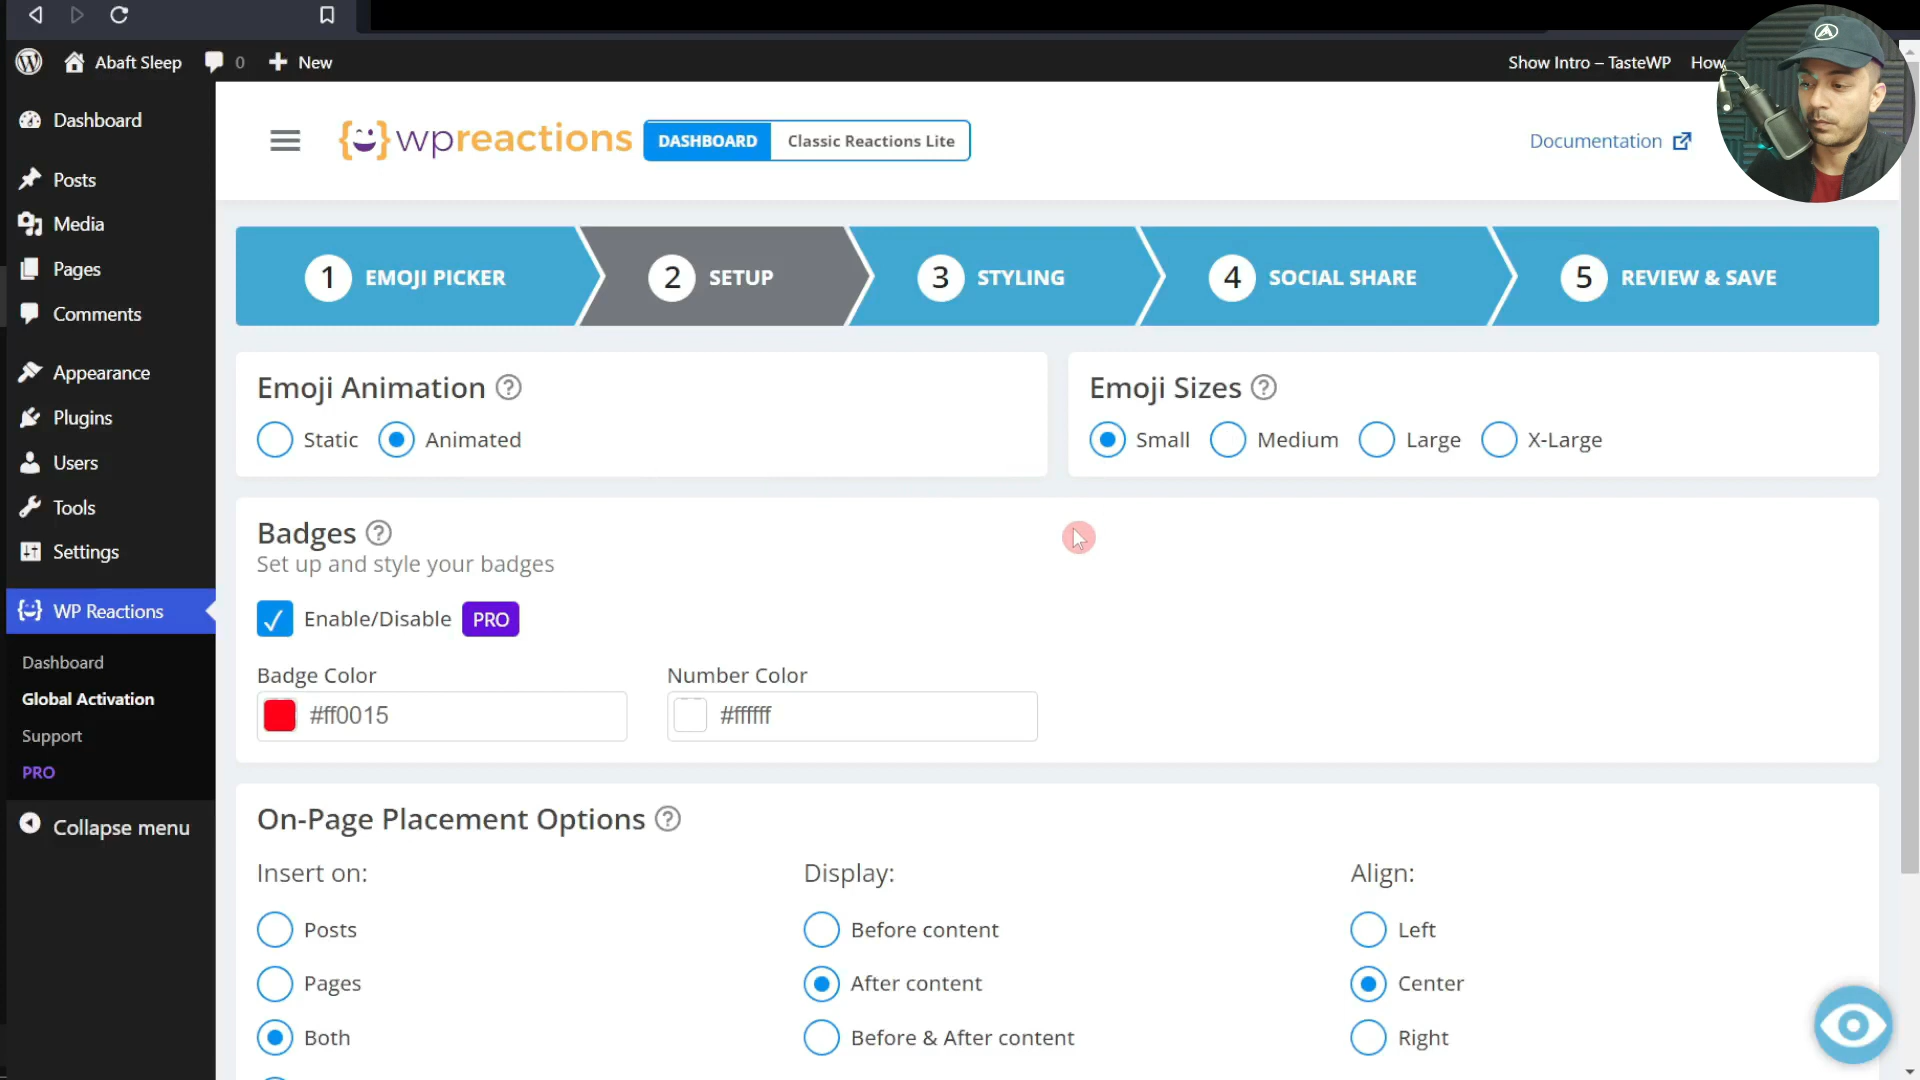 Abaft Sleep 0 New Show Intro – TasteWP How
Dashboard
Posts
Media
Pages
Comments
Appearance
Plugins
Users
Tools
Settings
WP Reactions
Dashboard
Global Activation
Support
PRO
Collapse menu
wpreactions DASHBOARD Classic Reactions Lite Documentation
1 EMOJI PICKER 2 SETUP 3 STYLING 4 SOCIAL SHARE 5 REVIEW & SAVE
Emoji Animation ?
Static Animated
Emoji Sizes ?
Small Medium Large X-Large
Badges ?
Set up and style your badges
Enable/Disable PRO
Badge Color Number Color
#ff0015 #ffffff
On-Page Placement Options ?
Insert on: Display: Align:
Posts Before content Left
Pages After content Center
Both Before & After content Right